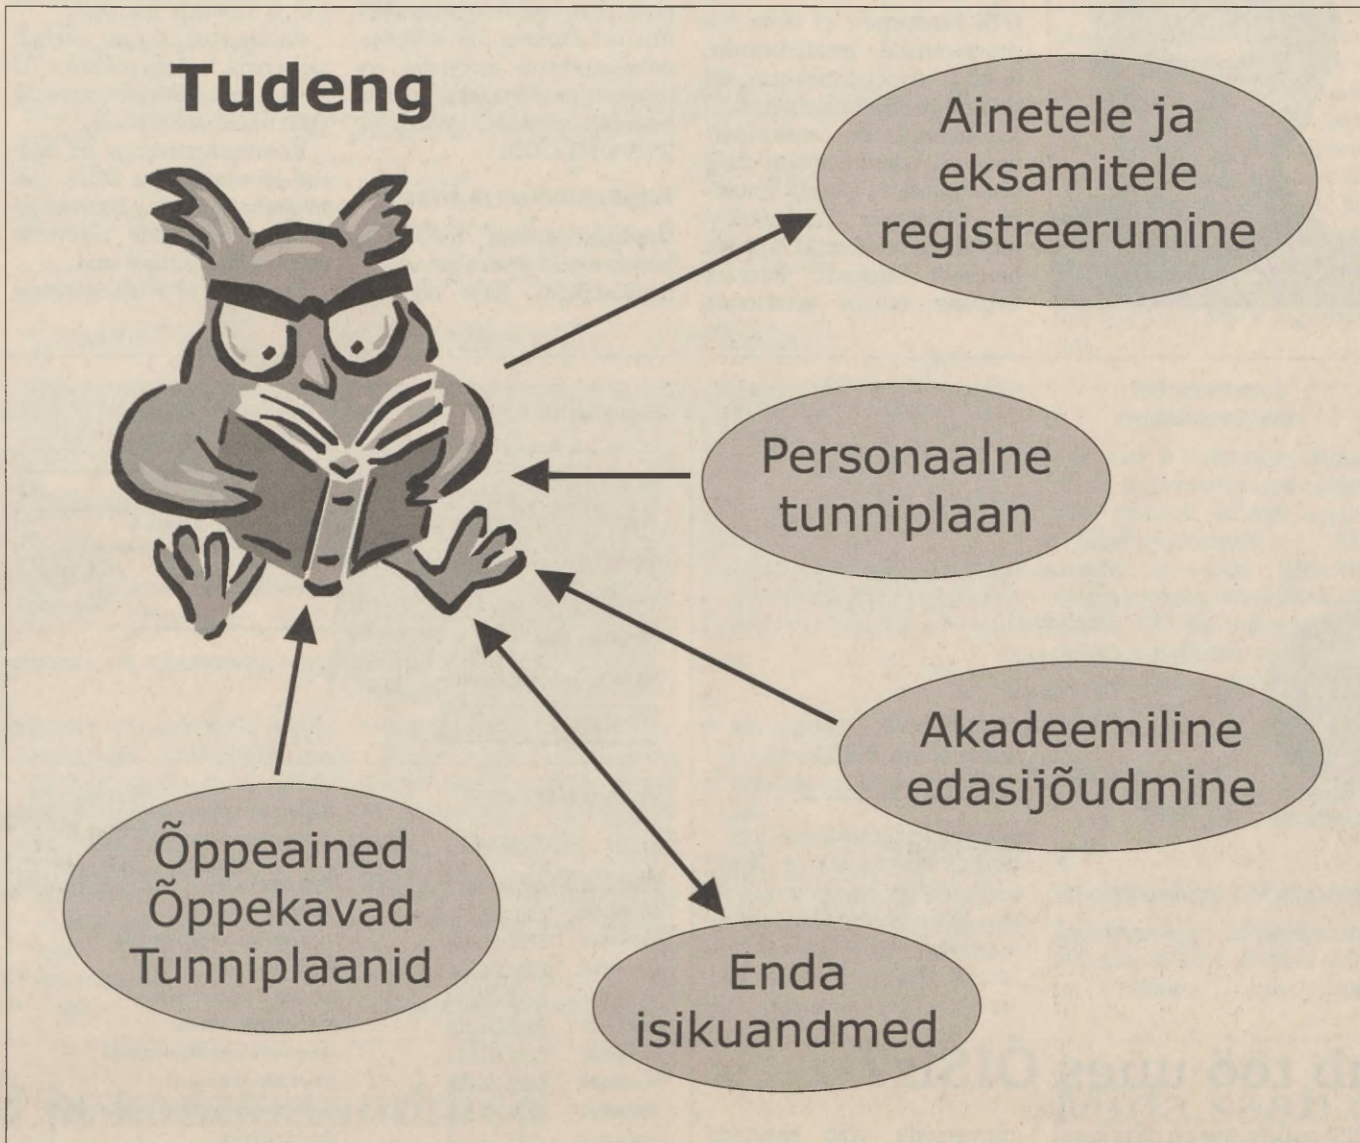 Tudeng
Ainetele ja
eksamitele
registreerumine
Personaalne
tunniplaan
Akadeemiline
edasijõudmine
Õppeained
Õppekavad
Tunniplaanid
Enda
isikuandmed